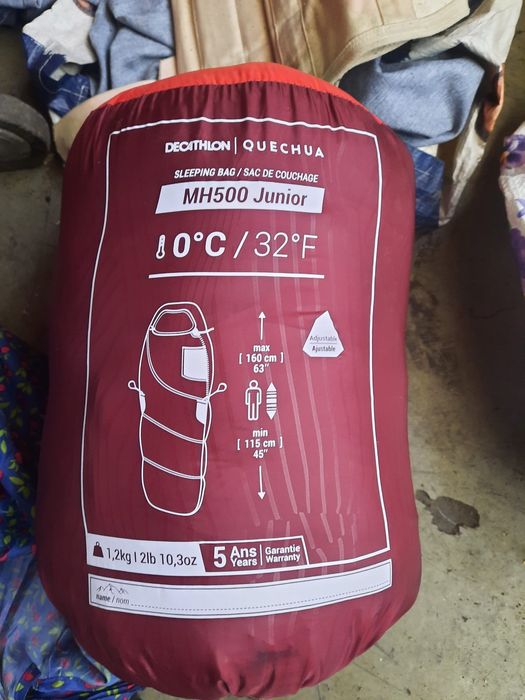 DECATHLON | QUECHUA
SLEEPING BAG / SAC DE COUCHAGE
MH500 Junior
0°C / 32°F
Adjustable
Ajustable
max
[ 160 cm ]
63"
min
[ 115 cm ]
45"
1,2kg | 2lb 10,3oz
5 Ans Years | Garantie Warranty
name / nom